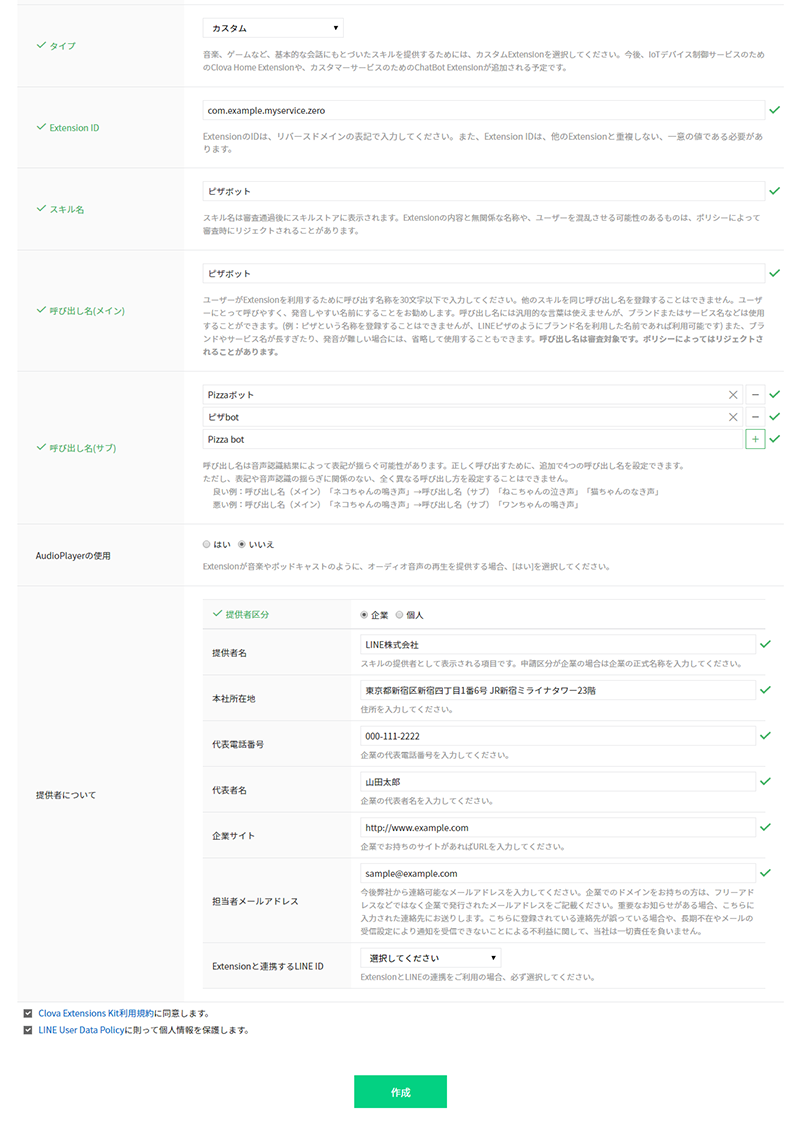 タイプ
カスタム
音楽、ゲームなど、基本的な会話にもとづいたスキルを提供するためには、カスタムExtensionを選択してください。今後、IoTデバイス制御サービスのため
のClova Home Extensionや、カスタマーサービスのためのChatBot Extensionが追加される予定です。
Extension ID
com.example.myservice.zero
ExtensionのIDは、リバースドメインの表記で入力してください。また、Extension IDは、他のExtensionと重複しない、一意の値である必要があ
ります。
スキル名
ピザボット
スキル名は審査通過後にスキルストアに表示されます。Extensionの内容と無関係な名称や、ユーザーを混乱させる可能性のあるものは、ポリシーによって
審査時にリジェクトされることがあります。
呼び出し名(メイン)
ピザボット
ユーザーがExtensionを利用するために呼び出す名称を30文字以下で入力してください。他のスキルを同じ呼び出し名を登録することはできません。ユーザ
ーにとって呼びやすく、発音しやすい名前にすることをお勧めします。呼び出し名には汎用的な言葉は使えませんが、ブランドまたはサービス名などは使用
することができます。(例：ピザという名称を登録することはできませんが、LINEピザのようにブランド名を利用した名前であれば利用可能です) また、ブラ
ンドやサービス名が長すぎたり、発音が難しい場合には、省略して使用することもできます。呼び出し名は審査対象です。ポリシーによってはリジェクトさ
れることがあります。
呼び出し名(サブ)
Pizzaボット
ピザbot
Pizza bot
呼び出し名は音声認識結果によって表記が揺らぐ可能性があります。正しく呼び出すために、追加で4つの呼び出し名を設定できます。
ただし、表記や音声認識の揺らぎに関係のない、全く異なる呼び出し方を設定することはできません。
良い例：呼び出し名（メイン）「ネコちゃんの鳴き声」→呼び出し名（サブ）「ねこちゃんの泣き声」「猫ちゃんのなき声」
悪い例：呼び出し名（メイン）「ネコちゃんの鳴き声」→呼び出し名（サブ）「ワンちゃんの鳴き声」
AudioPlayerの使用
はい いいえ
Extensionが音楽やポッドキャストのように、オーディオ音声の再生を提供する場合、[はい]を選択してください。
提供者について
提供者区分
企業 個人
提供者名
LINE株式会社
スキルの提供者として表示される項目です。申請区分が企業の場合は企業の正式名称を入力してください。
本社所在地
東京都新宿区新宿四丁目1番6号 JR新宿ミライナタワー23階
住所を入力してください。
代表電話番号
000-111-2222
企業の代表電話番号を入力してください。
代表者名
山田太郎
企業の代表者名を入力してください。
企業サイト
http://www.example.com
企業でお持ちのサイトがあればURLを入力してください。
担当者メールアドレス
sample@example.com
今後弊社から連絡可能なメールアドレスを入力してください。企業でのドメインをお持ちの方は、フリーアド
レスなどではなく企業で発行されたメールアドレスをご記載ください。重要なお知らせがある場合、こちらに
入力された連絡先にお送りします。こちらに登録されている連絡先が誤っている場合や、長期不在やメールの
受信設定により通知を受信できないことによる不利益に関して、当社は一切責任を負いません。
Extensionと連携するLINE ID
選択してください
ExtensionとLINEの連携をご利用の場合、必ず選択してください。
Clova Extensions Kit利用規約に同意します。
LINE User Data Policyに則って個人情報を保護します。
作成